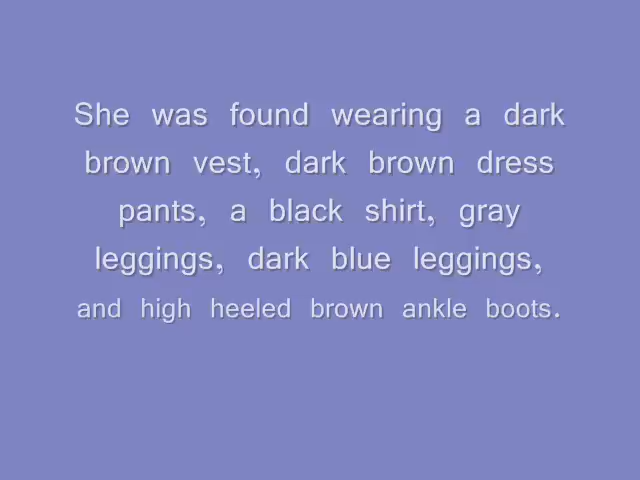 She was found wearing a dark
brown vest, dark brown dress
pants, a black shirt, gray
leggings, dark blue leggings,
and high heeled brown ankle boots.